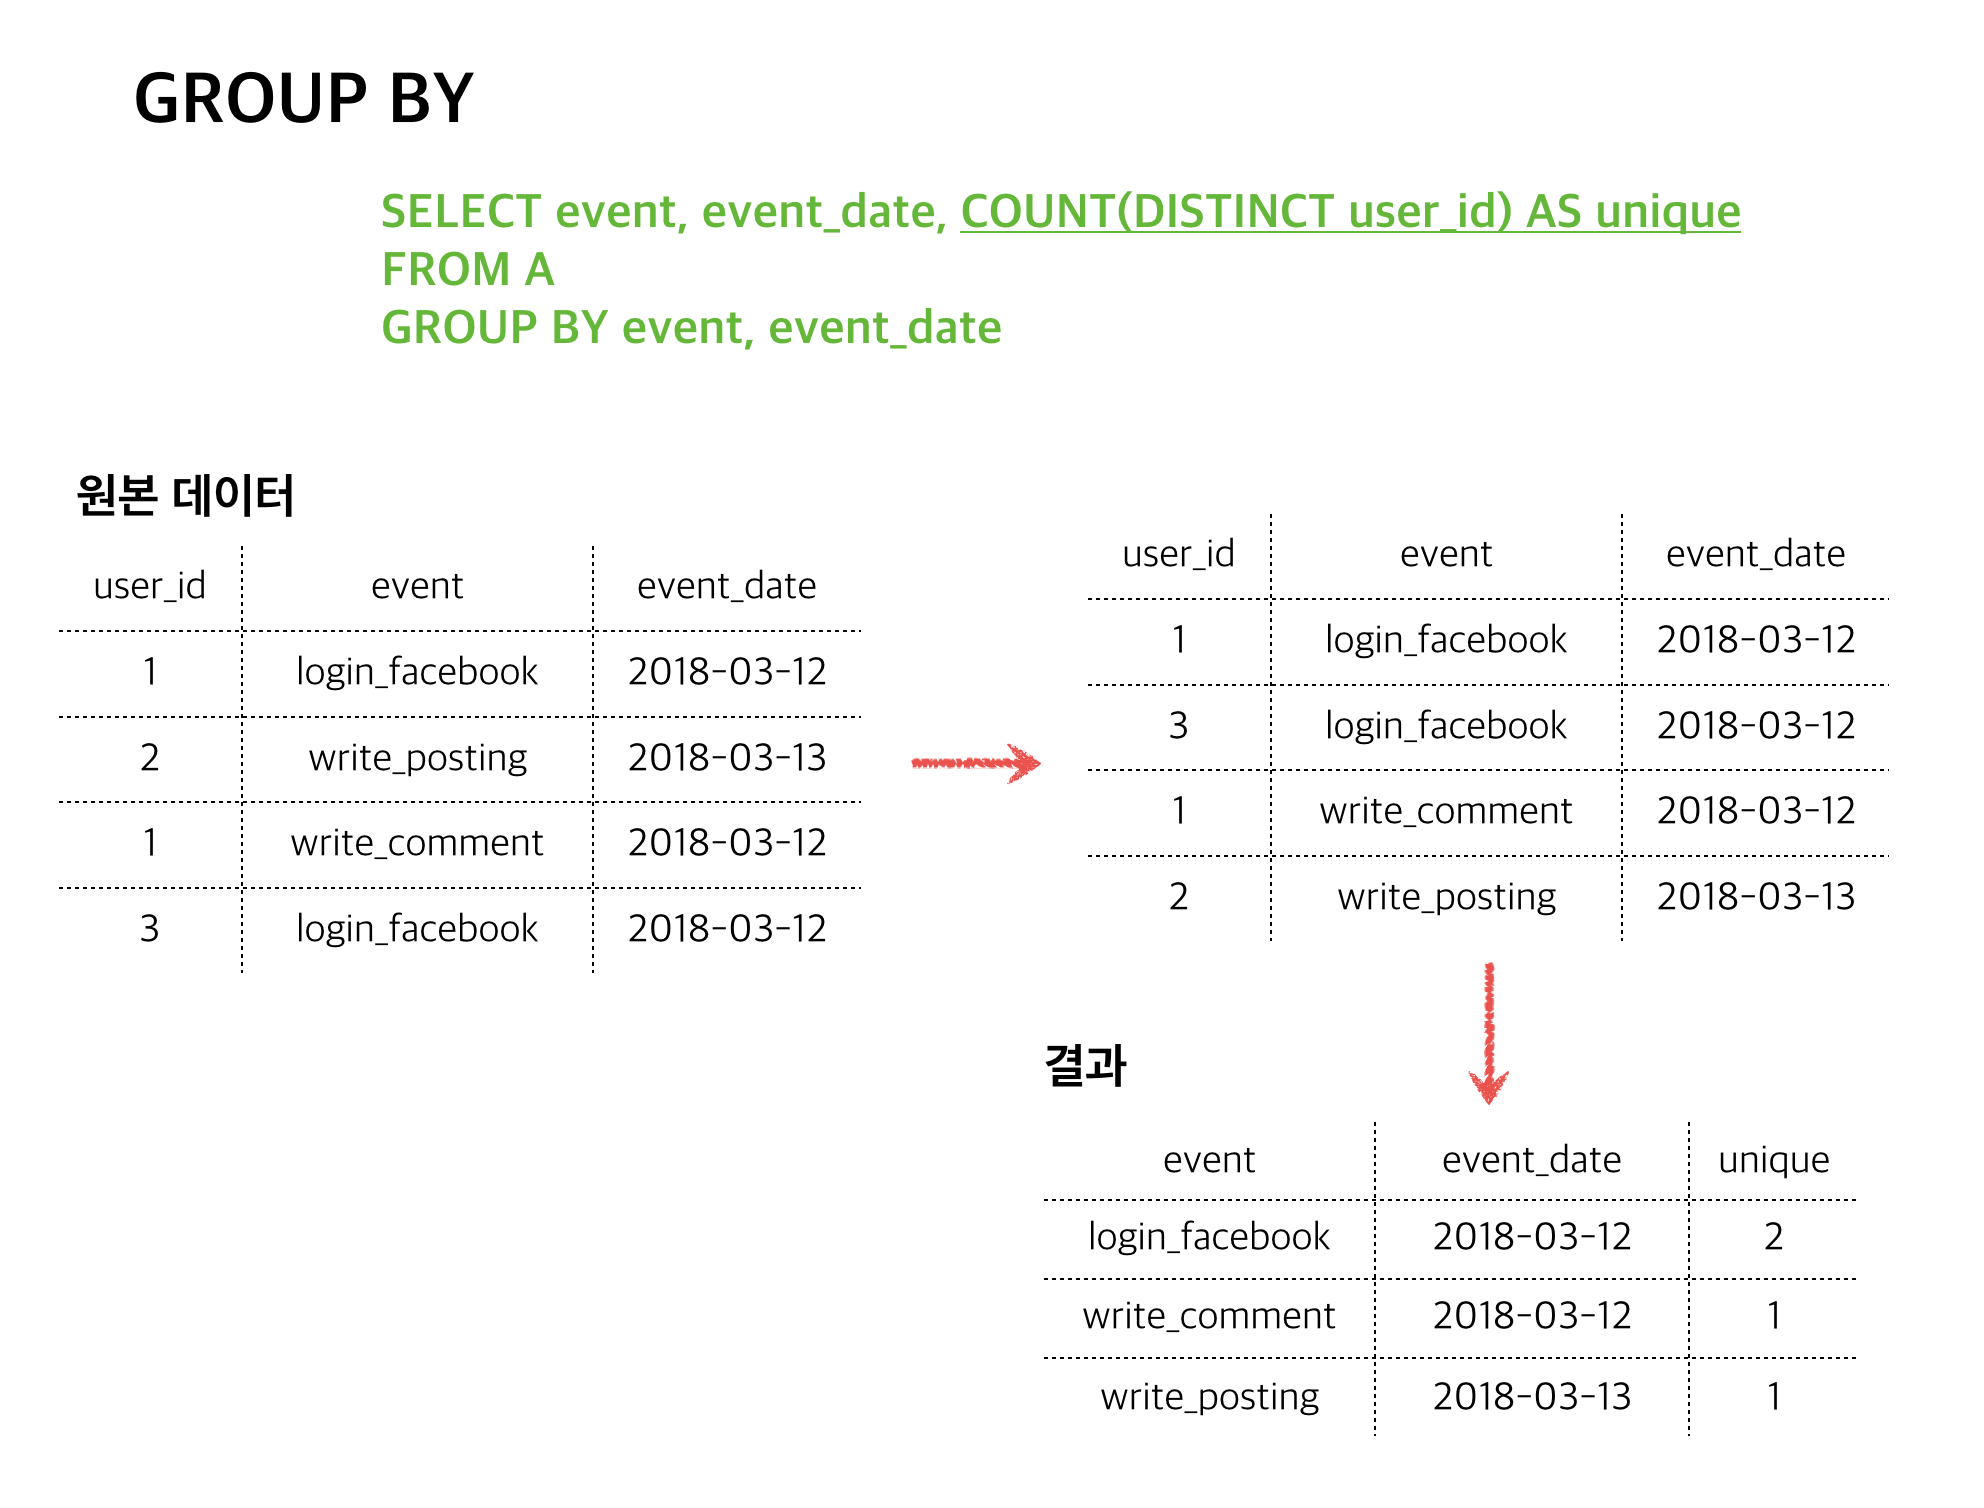 GROUP BY
SELECT event, event_date, COUNT(DISTINCT user_id) AS unique
FROM A
GROUP BY event, event_date
원본 데이터
user_id event event_date
1 login_facebook 2018-03-12
2 write_posting 2018-03-13
1 write_comment 2018-03-12
3 login_facebook 2018-03-12
user_id event event_date
1 login_facebook 2018-03-12
3 login_facebook 2018-03-12
1 write_comment 2018-03-12
2 write_posting 2018-03-13
결과
event event_date unique
login_facebook 2018-03-12 2
write_comment 2018-03-12 1
write_posting 2018-03-13 1